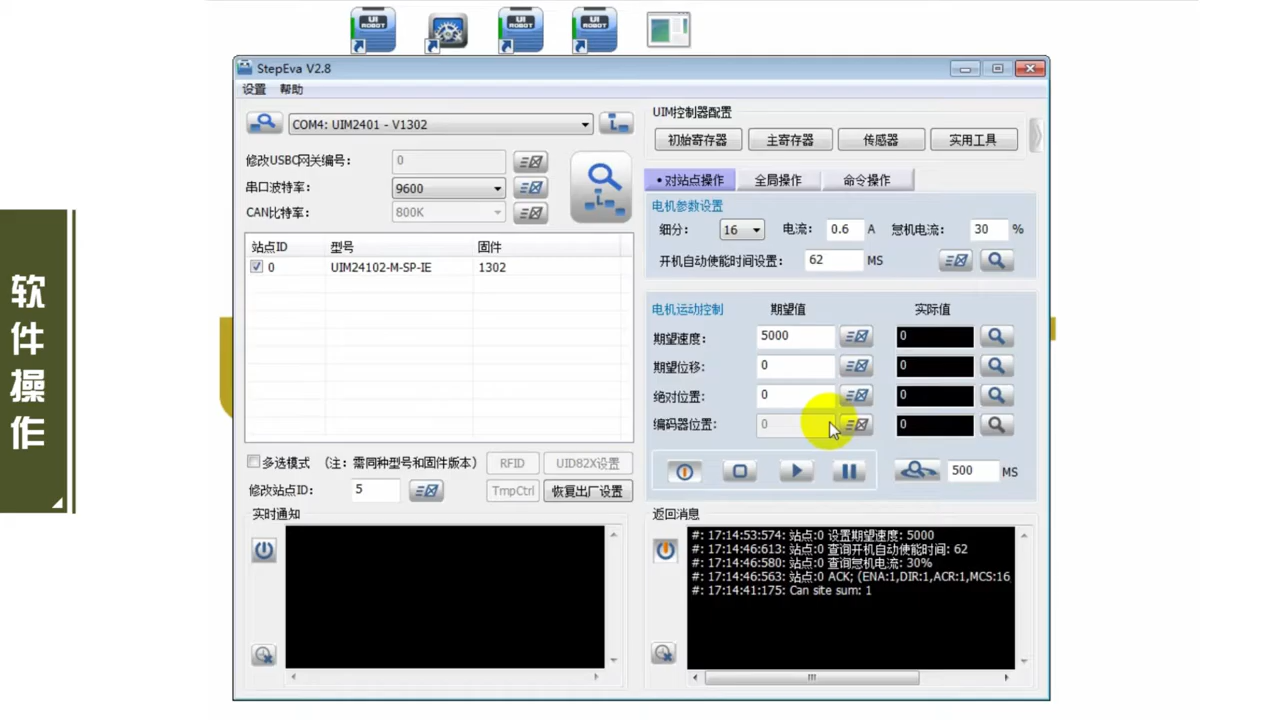 软件操作
UI
ROBOT
UI
ROBOT
UI
ROBOT
StepEva V2.8
设置 帮助
COM4: UIM2401 - V1302
修改USBC网关编号: 0
串口波特率: 9600
CAN比特率: 800K
站点ID 型号 固件
0 UIM24102-M-SP-IE 1302
多选模式 (注: 需同种型号和固件版本) RFID UID82X设置
修改站点ID: 5 TmpCtrl 恢复出厂设置
实时通知
UIM控制器配置
初始寄存器 主寄存器 传感器 实用工具
•对站点操作 全局操作 命令操作
电机参数设置
细分: 16 电流: 0.6 A 怠机电流: 30 %
开机自动使能时间设置: 62 MS
电机运动控制 期望值 实际值
期望速度: 5000 0
期望位移: 0 0
绝对位置: 0 0
编码器位置: 0 0
500 MS
返回消息
#: 17:14:53:574: 站点:0 设置期望速度: 5000
#: 17:14:46:613: 站点:0 查询开机自动使能时间: 62
#: 17:14:46:580: 站点:0 查询怠机电流: 30%
#: 17:14:46:563: 站点:0 ACK; (ENA:1,DIR:1,ACR:1,MCS:16,
#: 17:14:41:175: Can site sum: 1